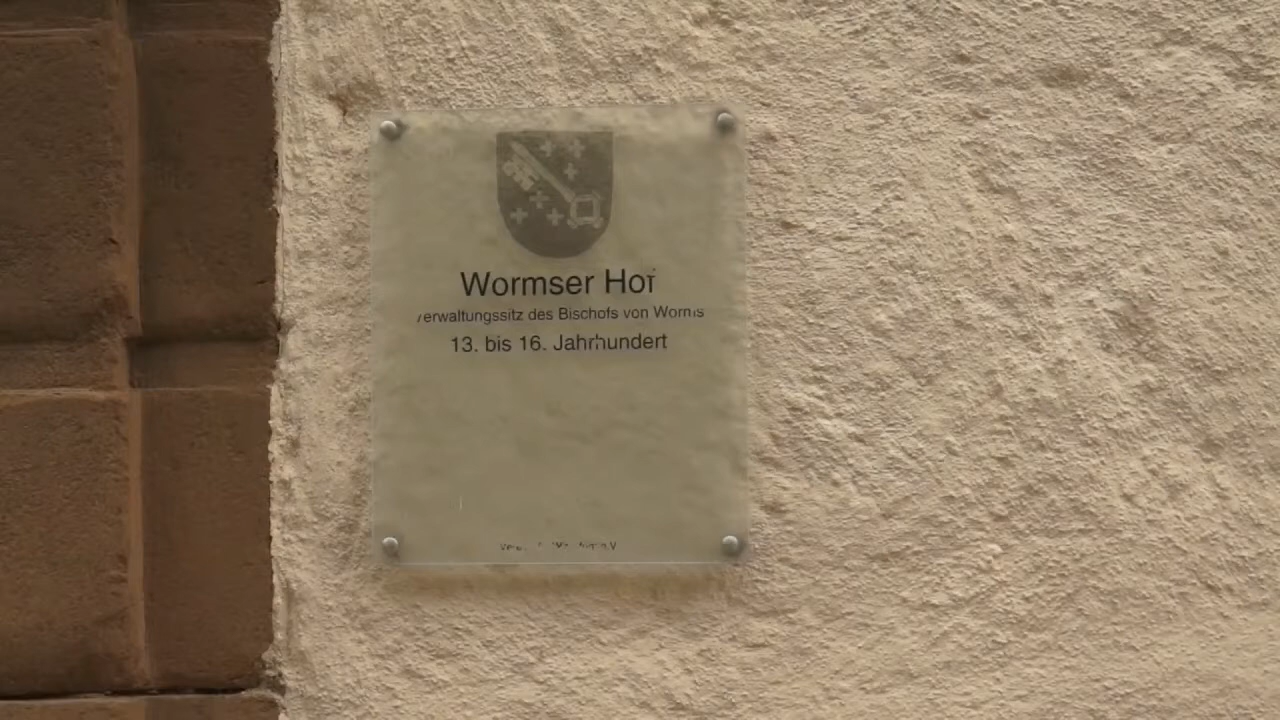 Wormser Hof
Verwaltungssitz des Bischofs von Worms
13. bis 16. Jahrhundert